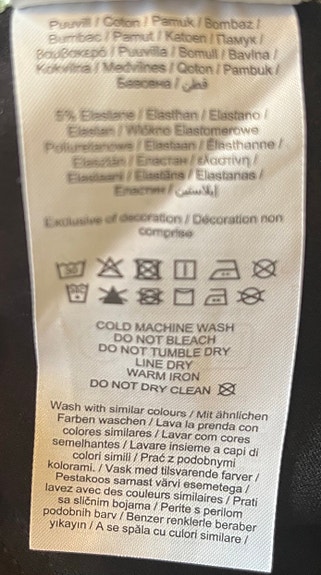 Puuvill / Coton / Pamuk / Bombaz /
Bumbac / Pamut / Katoen / Памук /
Βαμβακερό / Puuvilla / Bomull / Bavlna /
Kokvilna / Medvilnės / Qoton / Pambuk /
Бавовна / قطن /
5% Elastane / Elasthan / Elastano /
Elastan / Włókno Elastomerowe
Poliuretanowe / Elastaan / Élasthanne /
Elasztán / Еластан / ελαστίνη /
Elastaani / Elastāns / Elastanas /
Еластин / إيلاستين /
Exclusive of decoration / Décoration non
comprise
COLD MACHINE WASH
DO NOT BLEACH
DO NOT TUMBLE DRY
LINE DRY
WARM IRON
DO NOT DRY CLEAN
Wash with similar colours / Mit ähnlichen
Farben waschen / Lava la prenda con
colores similares / Lavar com cores
semelhantes / Lavare insieme a capi di
colori simili / Prać z podobnymi
kolorami. / Vask med tilsvarende farver /
Pestakoos samast värvi esemetega /
lavez avec des couleurs similaires / Prati
sa sličnim bojama / Perite s perilom
podobnih barv / Benzer renklerle beraber
yıkayın / A se spăla cu culori similare /